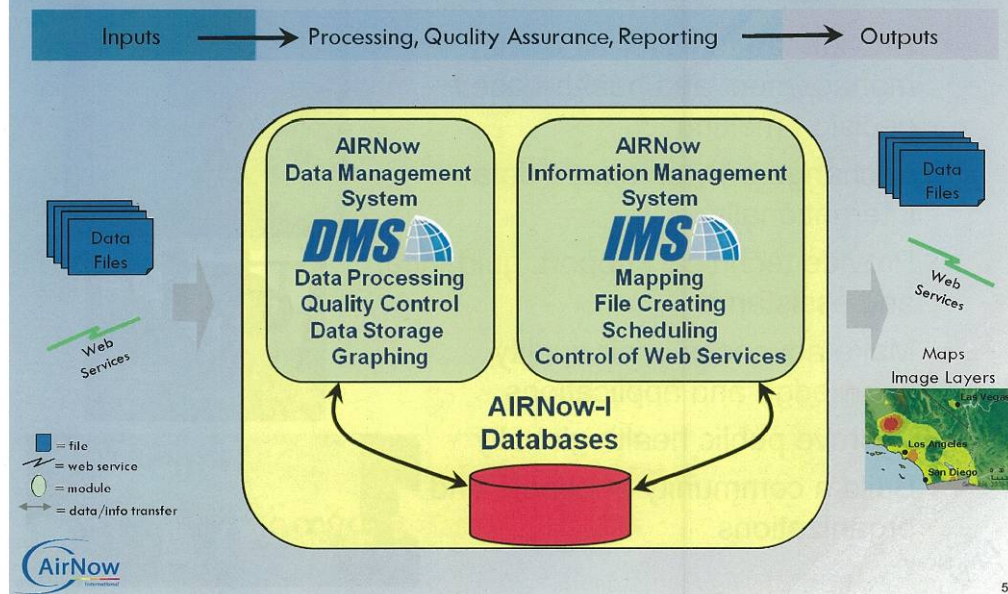 Inputs
Processing, Quality Assurance, Reporting
Outputs
AIRNow
Data Management
System
DMS
Data Processing
Quality Control
Data Storage
Graphing
AIRNow
Information Management
System
IMS
Mapping
File Creating
Scheduling
Control of Web Services
AIRNow-I
Databases
Data
Files
Web
Services
Data
Files
Web
Services
Maps
Image Layers
Las Vegas
Los Angeles
San Diego
= file
= web service
= module
= data/info transfer
AirNow
International
5